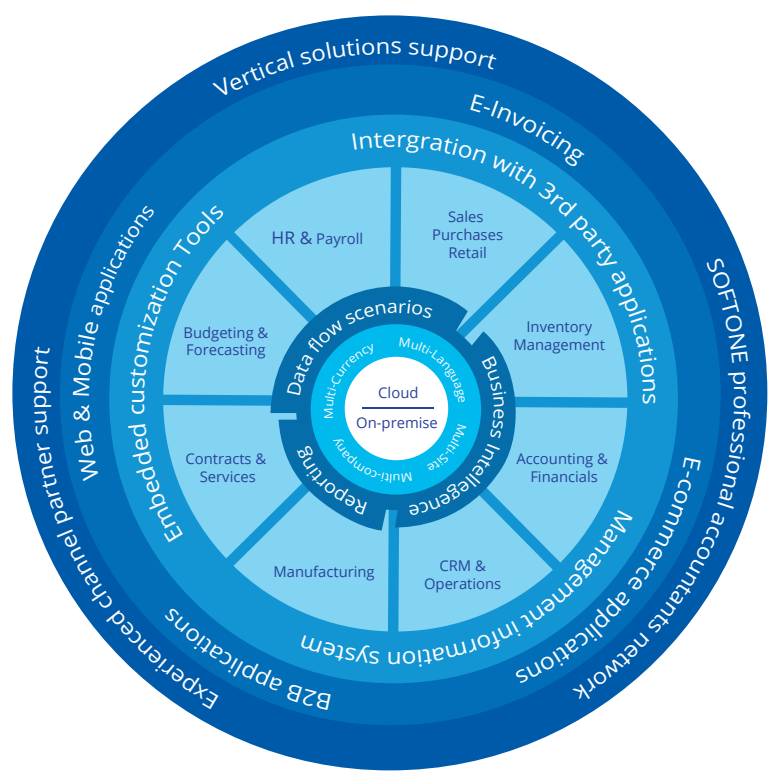 Vertical solutions support
SOFTONE professional accountants network
Experienced channel partner support
E-Invoicing
E-commerce applications
B2B applications
Web & Mobile applications
Intergration with 3rd party applications
Management information system
Embedded customization Tools
HR & Payroll
Sales
Purchases
Retail
Inventory
Management
Accounting &
Financials
CRM &
Operations
Manufacturing
Contracts &
Services
Budgeting &
Forecasting
Data flow scenarios
Business Intellegence
Reporting
Multi-Currency
Multi-Language
Multi-Site
Multi-company
Cloud
On-premise